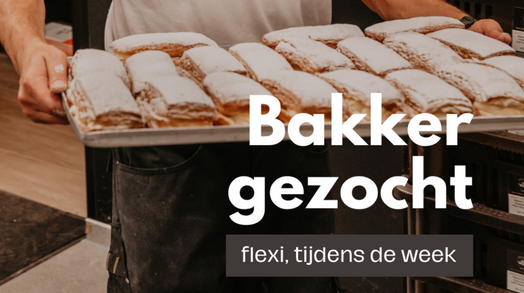 Bakker
gezocht
flexi, tijdens de week